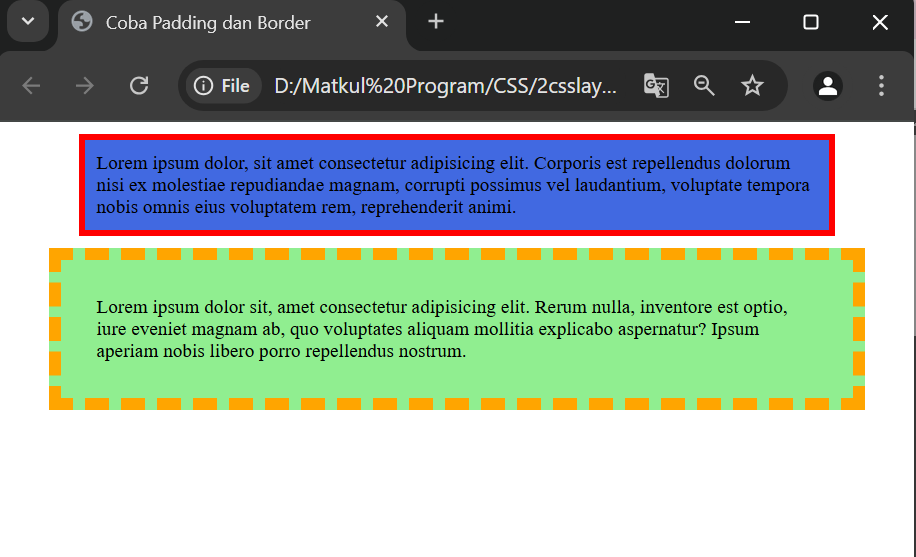 Coba Padding dan Border
File
D:/Matkul%20Program/CSS/2csslay...
Lorem ipsum dolor, sit amet consectetur adipisicing elit. Corporis est repellendus dolorum
nisi ex molestiae repudiandae magnam, corrupti possimus vel laudantium, voluptate tempora
nobis omnis eius voluptatem rem, reprehenderit animi.
Lorem ipsum dolor sit, amet consectetur adipisicing elit. Rerum nulla, inventore est optio,
iure eveniet magnam ab, quo voluptates aliquam mollitia explicabo aspernatur? Ipsum
aperiam nobis libero porro repellendus nostrum.